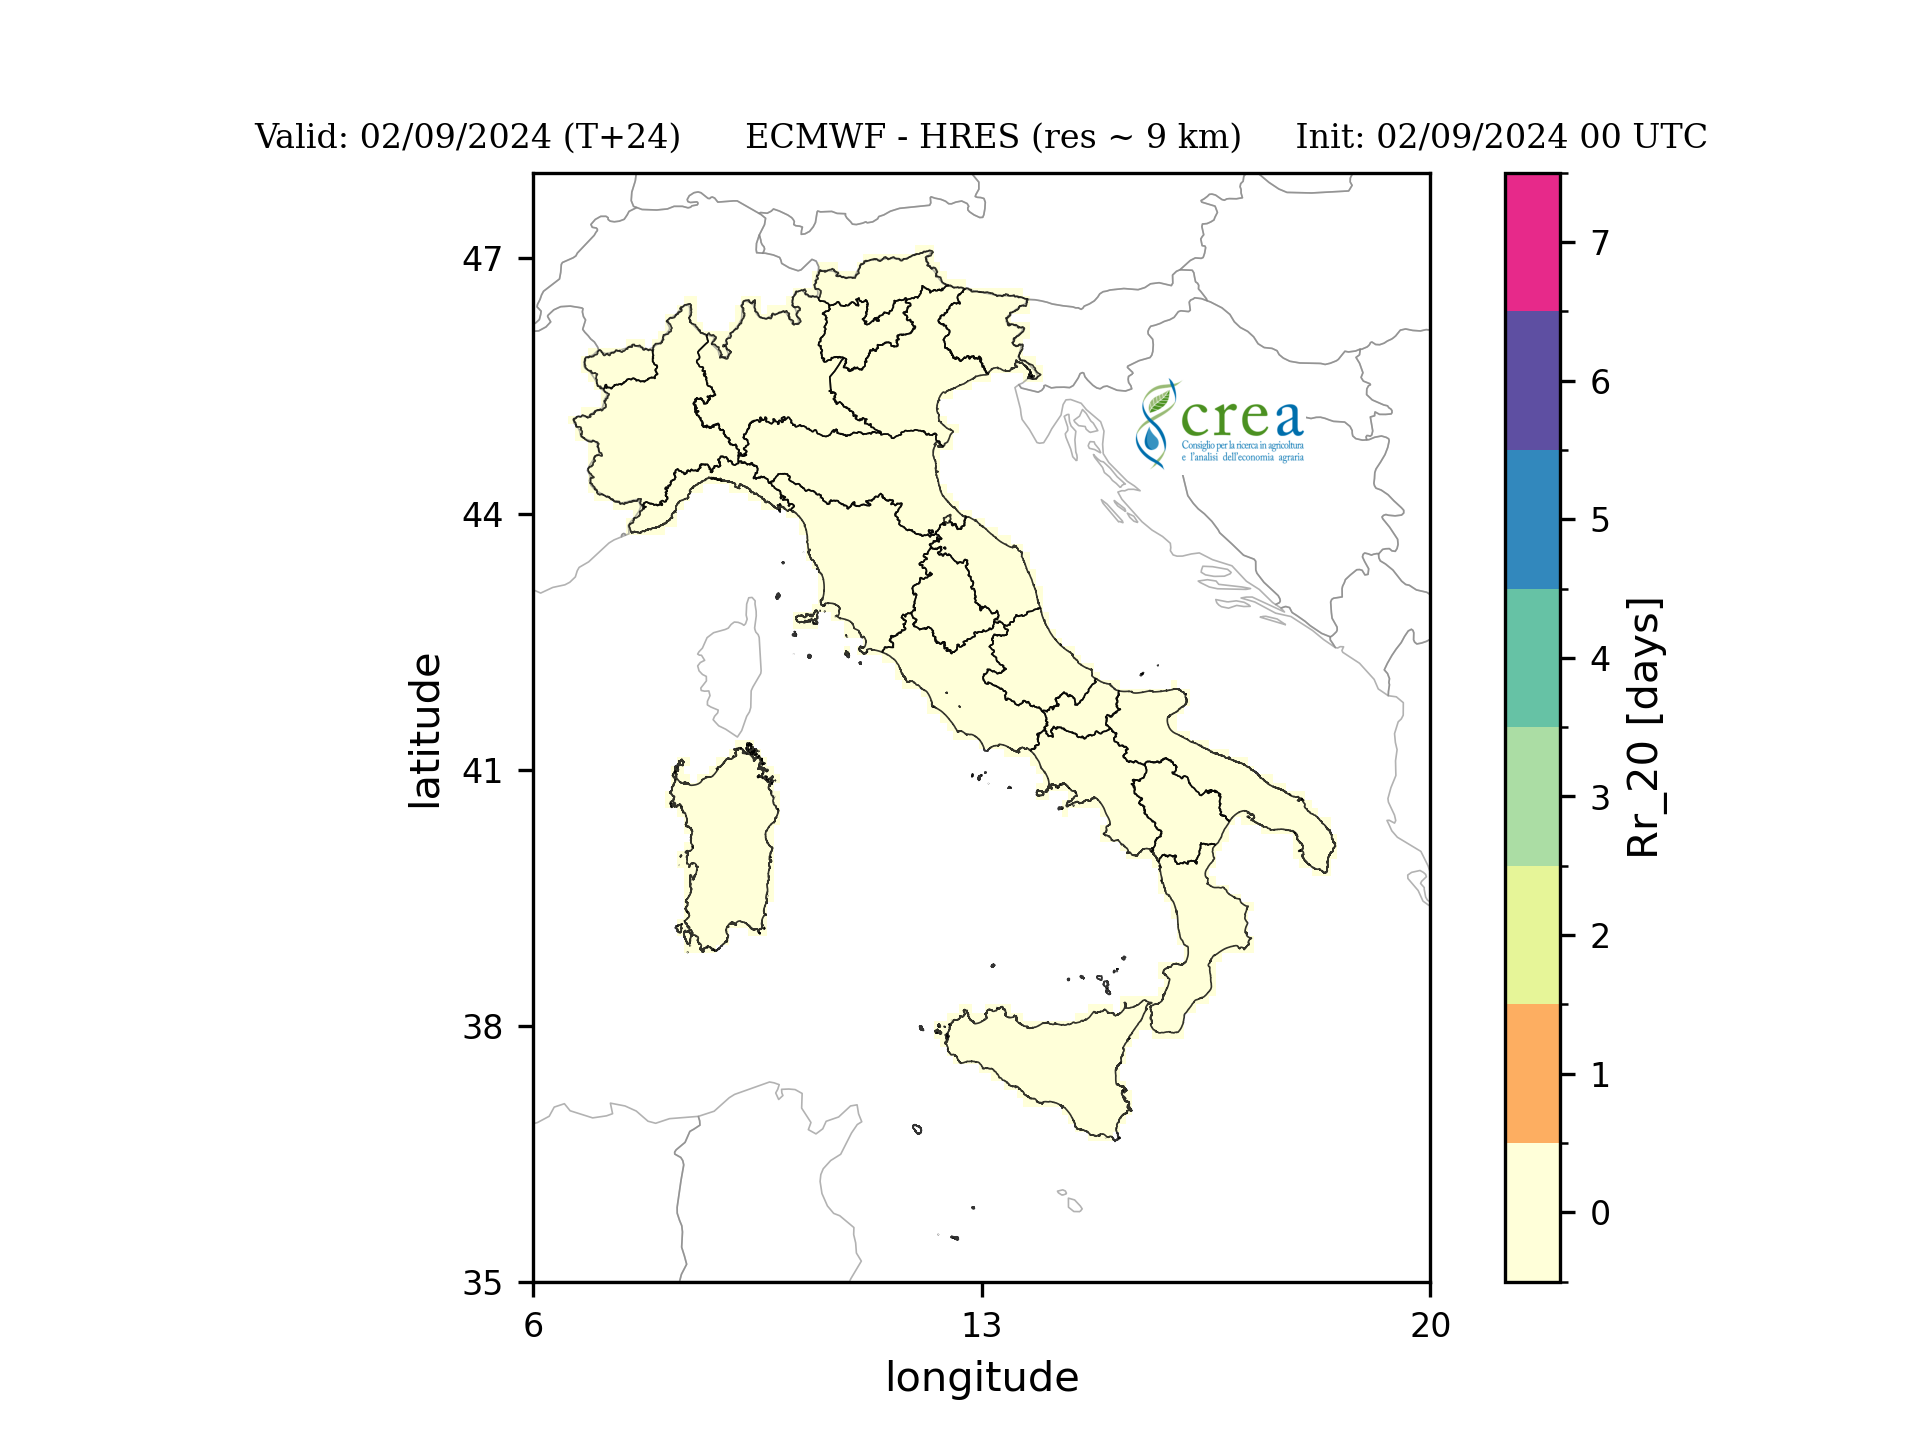 Valid: 02/09/2024 (T+24) ECMWF - HRES (res ~ 9 km) Init: 02/09/2024 00 UTC
47
44
41
38
35
6
13
20
latitude
longitude
crea
Consiglio per la ricerca in agricoltura
e l'analisi dell'economia agraria
7
6
5
4
3
2
1
0
Rr_20 [days]